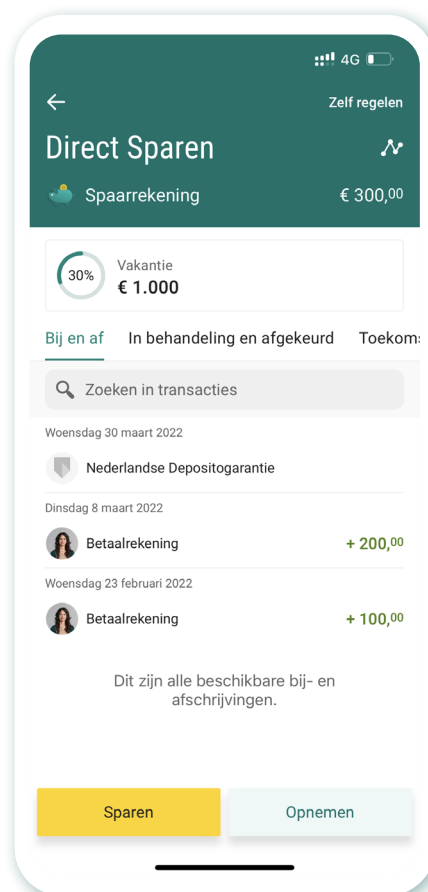 4G
Zelf regelen
Direct Sparen
Spaarrekening € 300,00
30% Vakantie
€ 1.000
Bij en af In behandeling en afgekeurd Toekoms
Zoeken in transacties
Woensdag 30 maart 2022
Nederlandse Depositogarantie
Dinsdag 8 maart 2022
Betaalrekening + 200,00
Woensdag 23 februari 2022
Betaalrekening + 100,00
Dit zijn alle beschikbare bij- en
afschrijvingen.
Sparen Opnemen